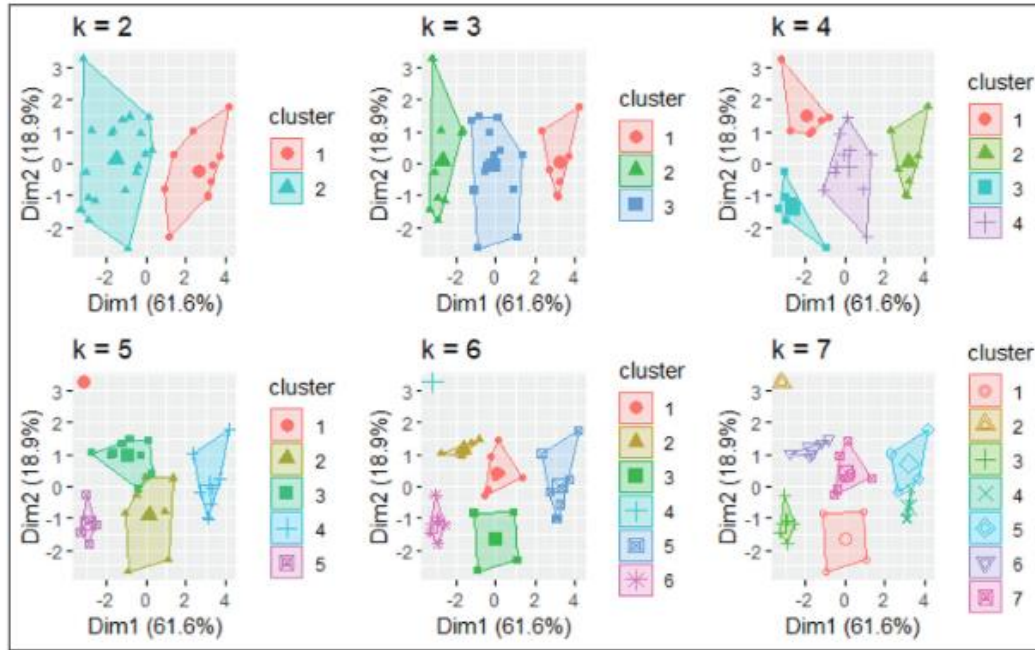 k = 2
3
2
1
0
-1
-2
Dim2 (18.9%)
-2 0 2 4
Dim1 (61.6%)
cluster
1
2
k = 3
3
2
1
0
-1
-2
Dim2 (18.9%)
-2 0 2 4
Dim1 (61.6%)
cluster
1
2
3
k = 4
3
2
1
0
-1
-2
Dim2 (18.9%)
-2 0 2 4
Dim1 (61.6%)
cluster
1
2
3
4
k = 5
3
2
1
0
-1
-2
Dim2 (18.9%)
-2 0 2 4
Dim1 (61.6%)
cluster
1
2
3
4
5
k = 6
3
2
1
0
-1
-2
Dim2 (18.9%)
-2 0 2 4
Dim1 (61.6%)
cluster
1
2
3
4
5
6
k = 7
3
2
1
0
-1
-2
Dim2 (18.9%)
-2 0 2 4
Dim1 (61.6%)
cluster
1
2
3
4
5
6
7